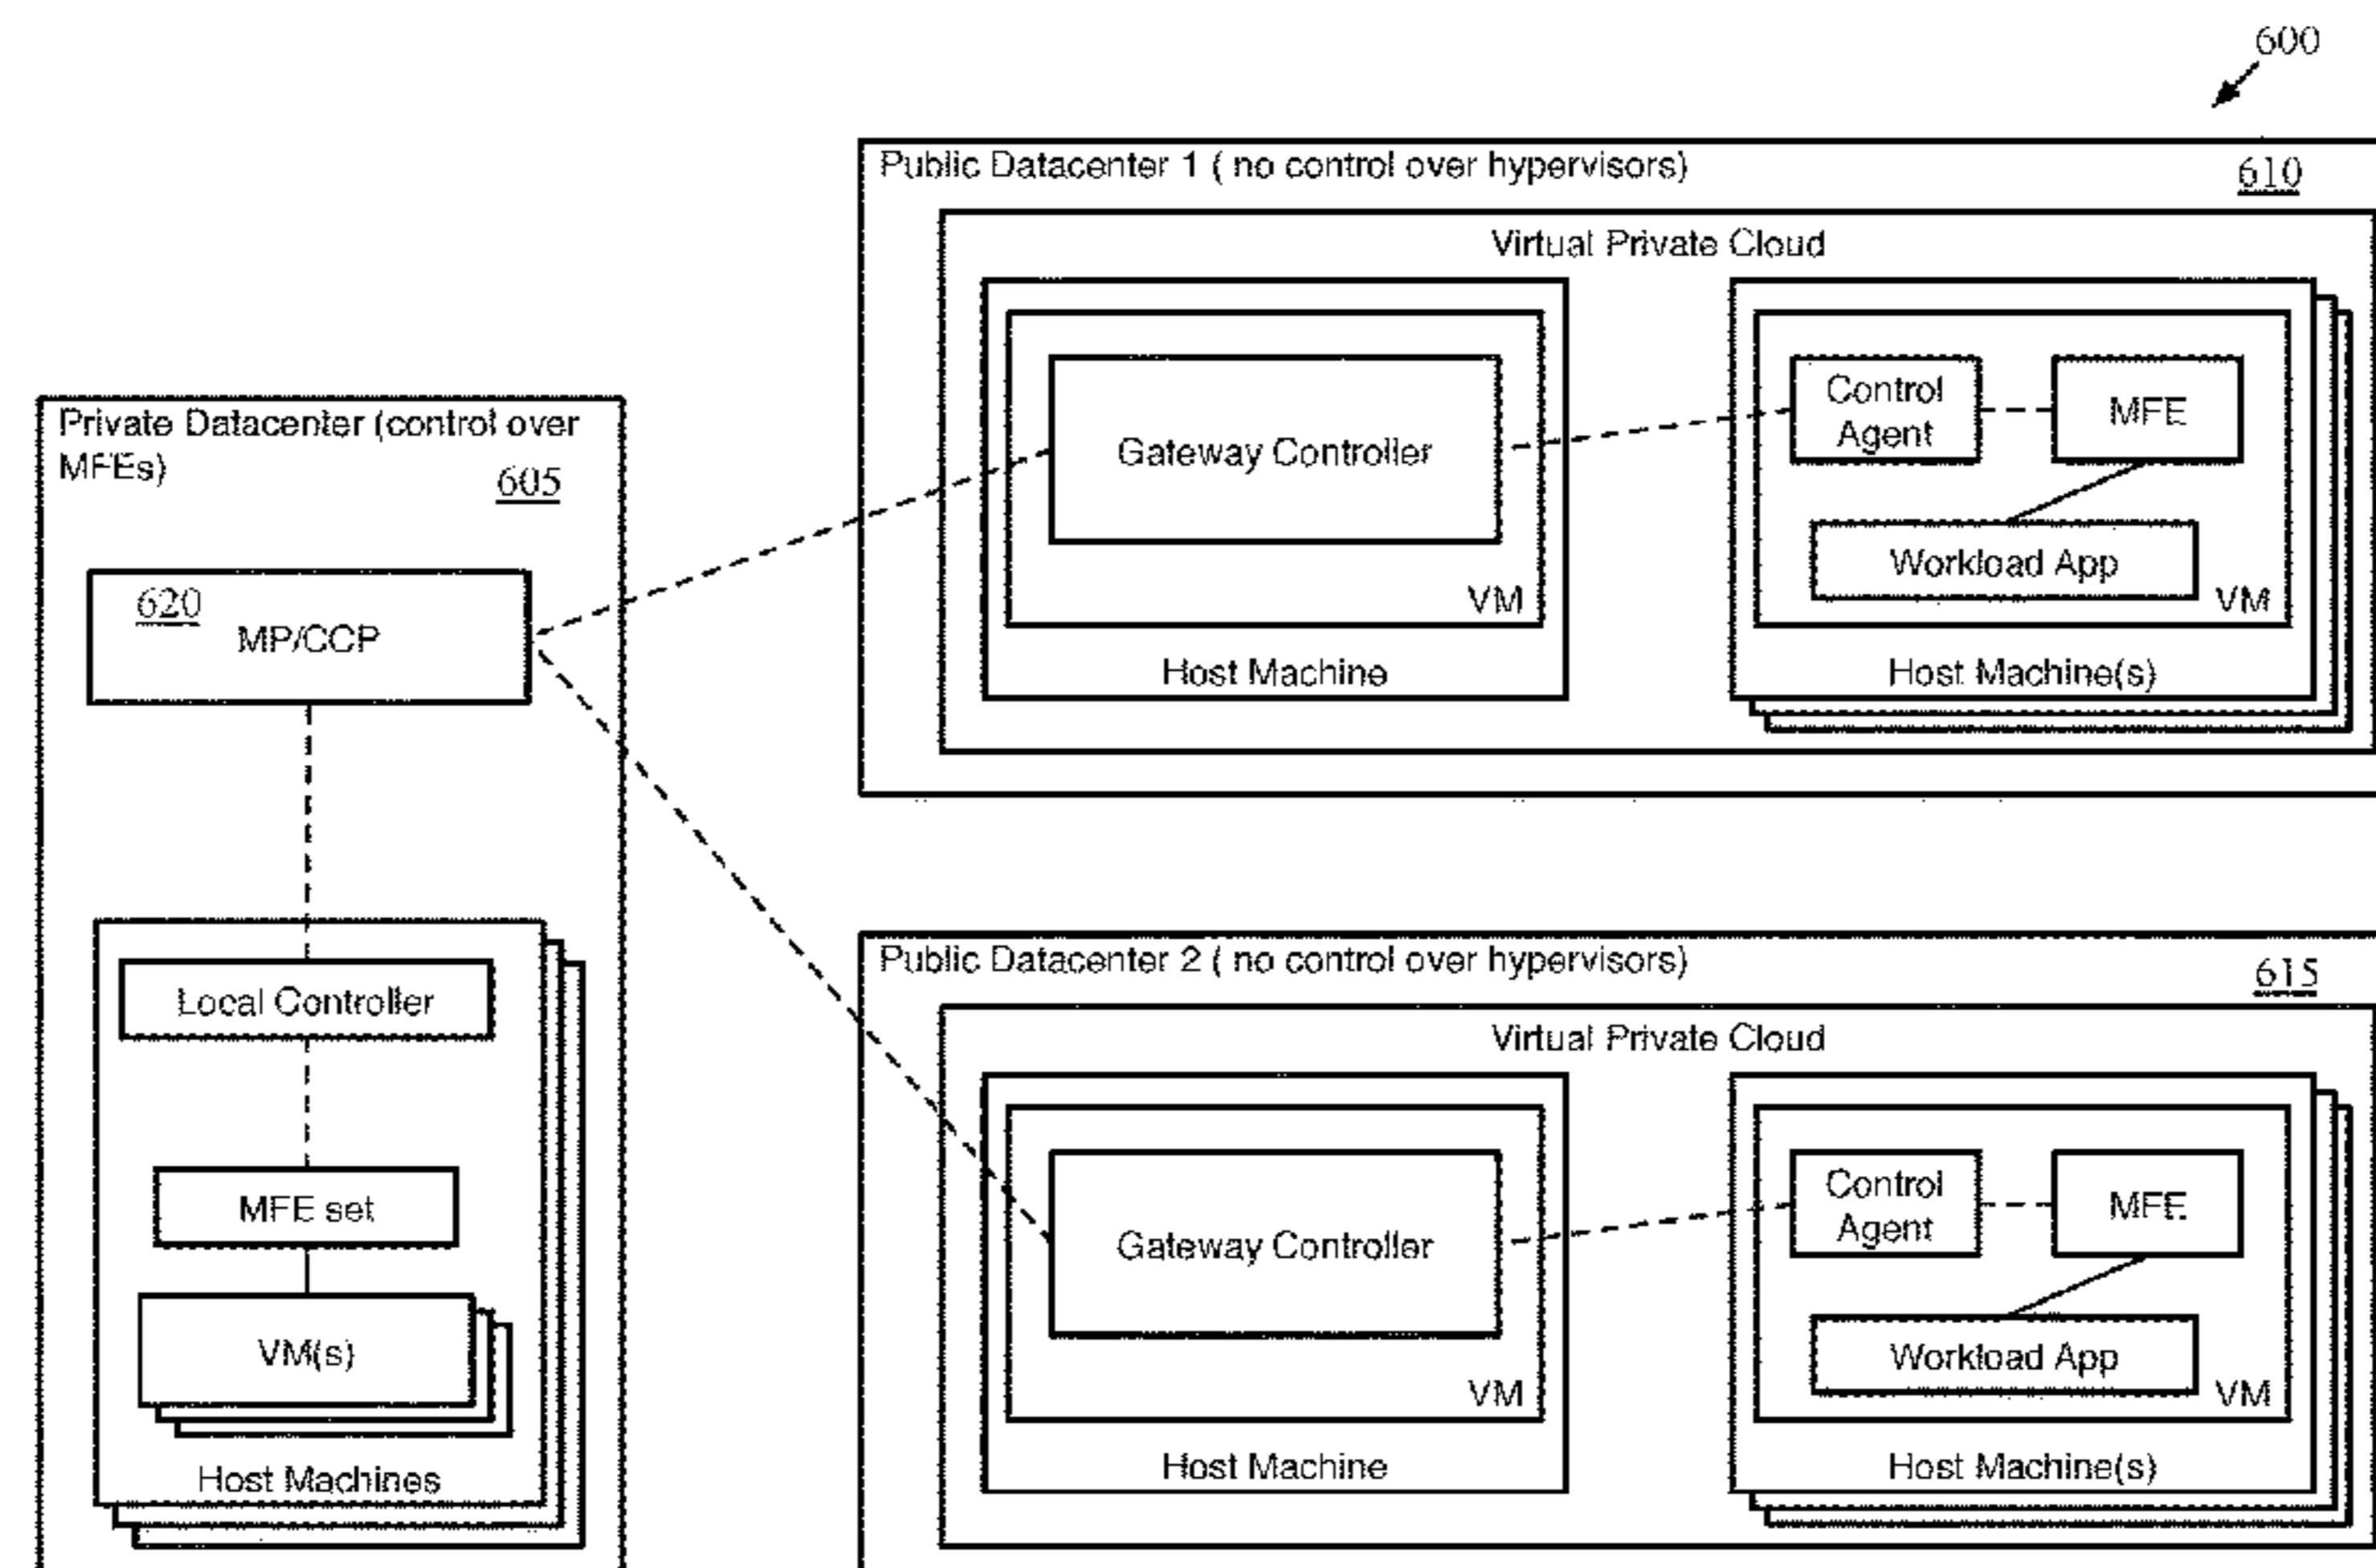 600
Public Datacenter 1 ( no control over hypervisors)
610
Virtual Private Cloud
Gateway Controller
VM
Host Machine
Control
Agent
MFE
Workload App
VM
Host Machine(s)
Private Datacenter (control over
MFEs)
605
620
MP/CCP
Local Controller
MFE set
VM(s)
Host Machines
Public Datacenter 2 ( no control over hypervisors)
615
Virtual Private Cloud
Gateway Controller
VM
Host Machine
Control
Agent
MFE
Workload App
VM
Host Machine(s)